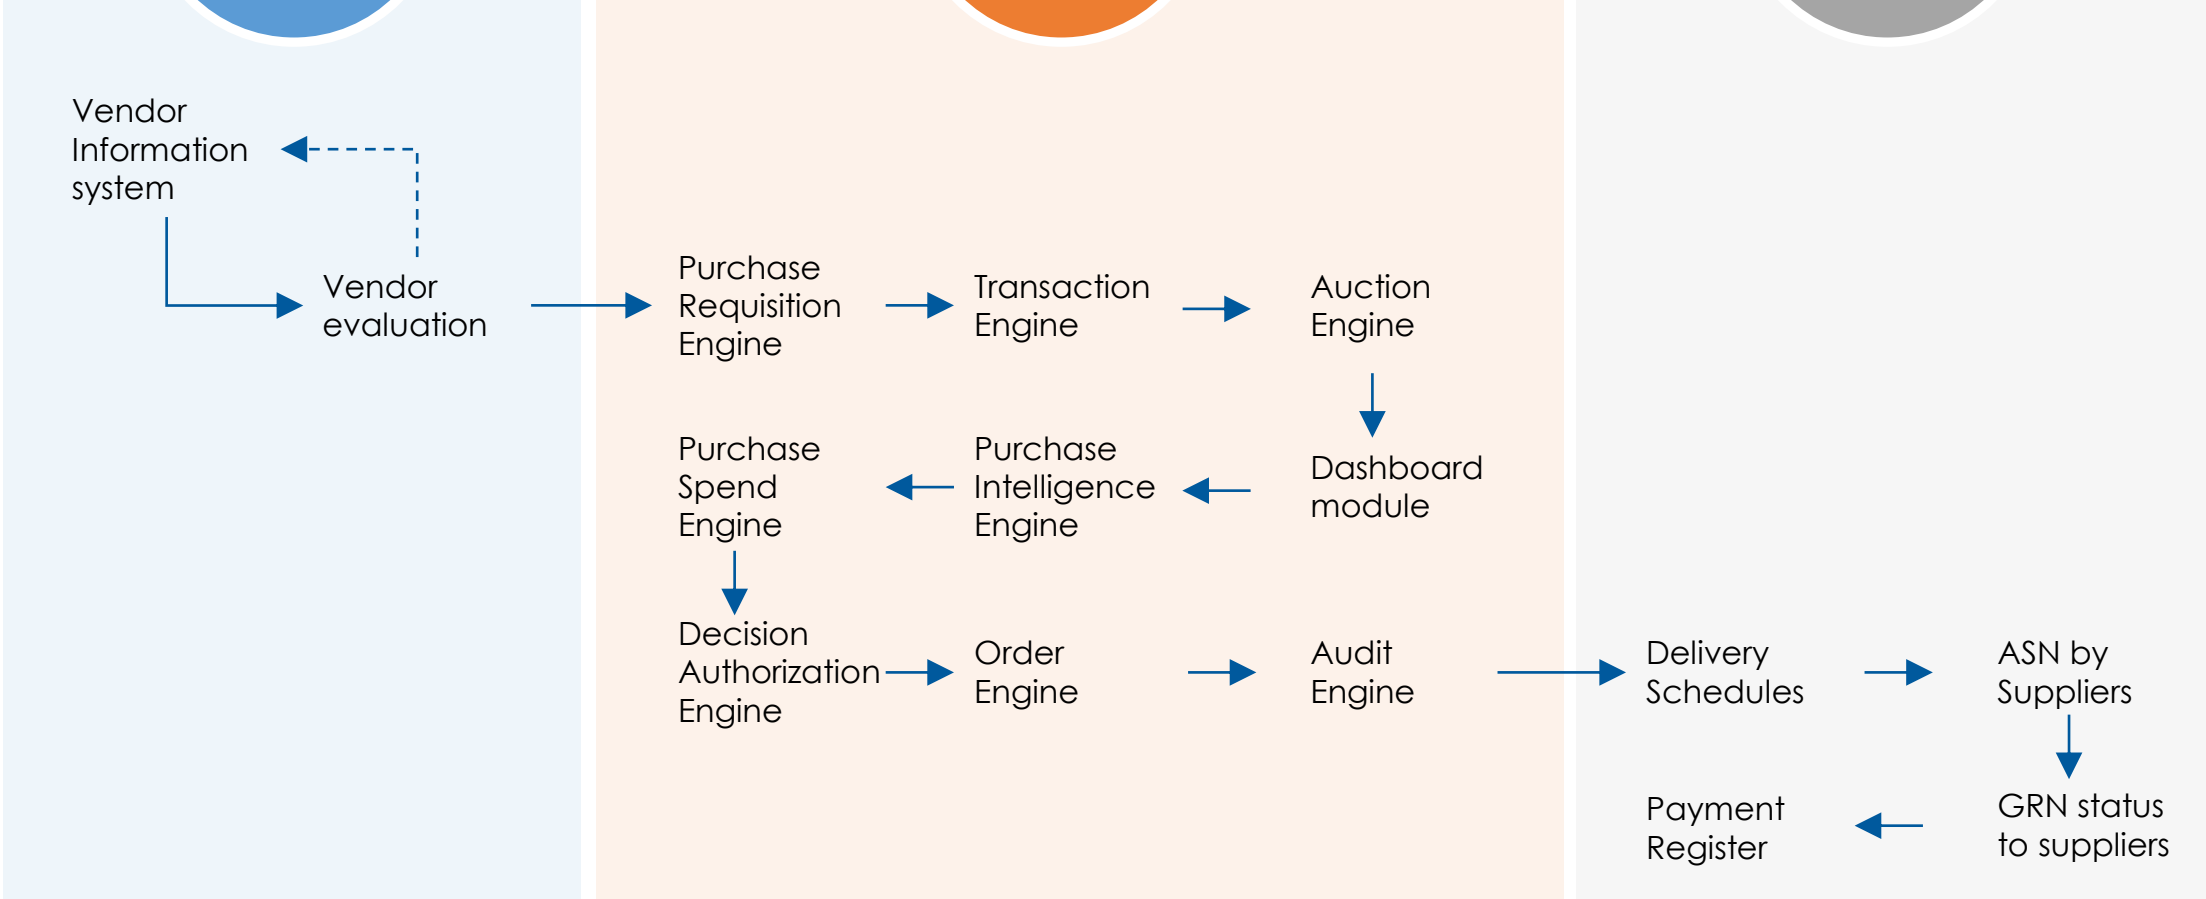 Vendor
Information
system
Vendor
evaluation
Purchase
Requisition
Engine
Transaction
Engine
Auction
Engine
Dashboard
module
Purchase
Intelligence
Engine
Purchase
Spend
Engine
Decision
Authorization
Engine
Order
Engine
Audit
Engine
Delivery
Schedules
ASN by
Suppliers
GRN status
to suppliers
Payment
Register